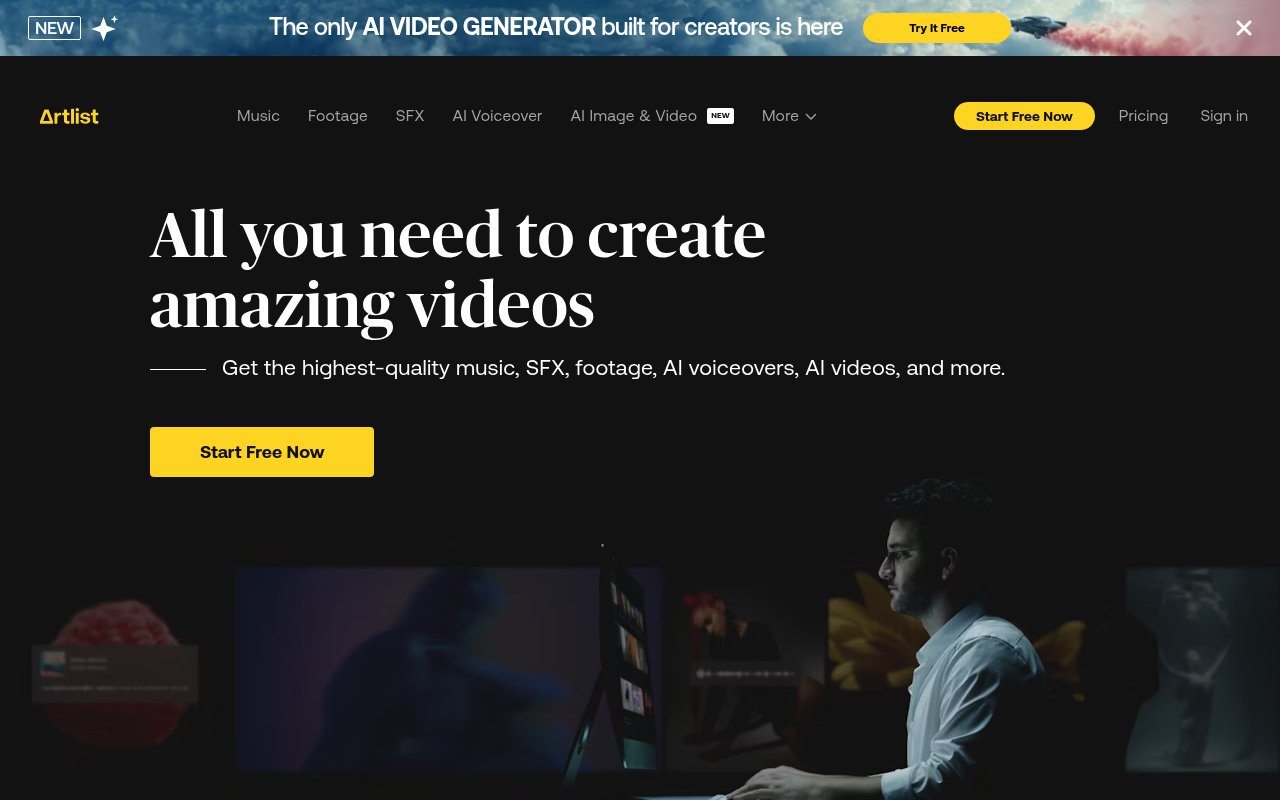 NEW
The only AI VIDEO GENERATOR built for creators is here
Try It Free
Artlist
Music
Footage
SFX
AI Voiceover
AI Image & Video
NEW
More
Start Free Now
Pricing
Sign in
All you need to create
amazing videos
Get the highest-quality music, SFX, footage, AI voiceovers, AI videos, and more.
Start Free Now